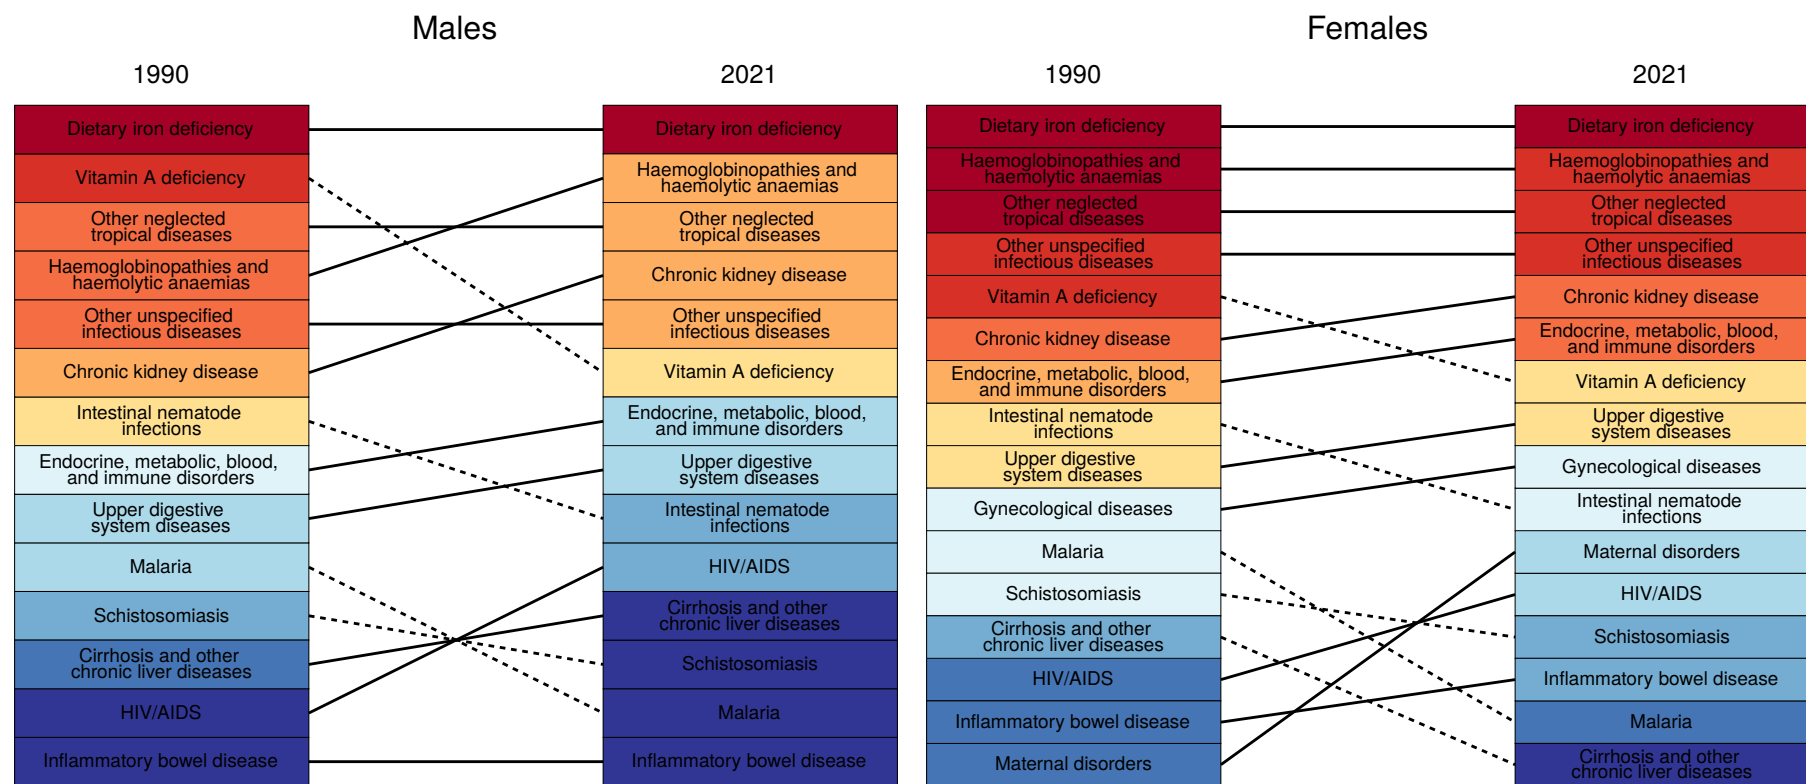 Males
1990
2021
Dietary iron deficiency
Vitamin A deficiency
Other neglected
tropical diseases
Haemoglobinopathies and
haemolytic anaemias
Other unspecified
infectious diseases
Chronic kidney disease
Intestinal nematode
infections
Endocrine, metabolic, blood,
and immune disorders
Upper digestive
system diseases
Malaria
Schistosomiasis
Cirrhosis and other
chronic liver diseases
HIV/AIDS
Inflammatory bowel disease
Dietary iron deficiency
Haemoglobinopathies and
haemolytic anaemias
Other neglected
tropical diseases
Chronic kidney disease
Other unspecified
infectious diseases
Vitamin A deficiency
Endocrine, metabolic, blood,
and immune disorders
Upper digestive
system diseases
Intestinal nematode
infections
HIV/AIDS
Cirrhosis and other
chronic liver diseases
Schistosomiasis
Malaria
Inflammatory bowel disease
Females
1990
2021
Dietary iron deficiency
Haemoglobinopathies and
haemolytic anaemias
Other neglected
tropical diseases
Other unspecified
infectious diseases
Vitamin A deficiency
Chronic kidney disease
Endocrine, metabolic, blood,
and immune disorders
Intestinal nematode
infections
Upper digestive
system diseases
Gynecological diseases
Malaria
Schistosomiasis
Cirrhosis and other
chronic liver diseases
HIV/AIDS
Inflammatory bowel disease
Maternal disorders
Dietary iron deficiency
Haemoglobinopathies and
haemolytic anaemias
Other neglected
tropical diseases
Other unspecified
infectious diseases
Chronic kidney disease
Endocrine, metabolic, blood,
and immune disorders
Vitamin A deficiency
Upper digestive
system diseases
Gynecological diseases
Intestinal nematode
infections
Maternal disorders
HIV/AIDS
Schistosomiasis
Inflammatory bowel disease
Malaria
Cirrhosis and other
chronic liver diseases